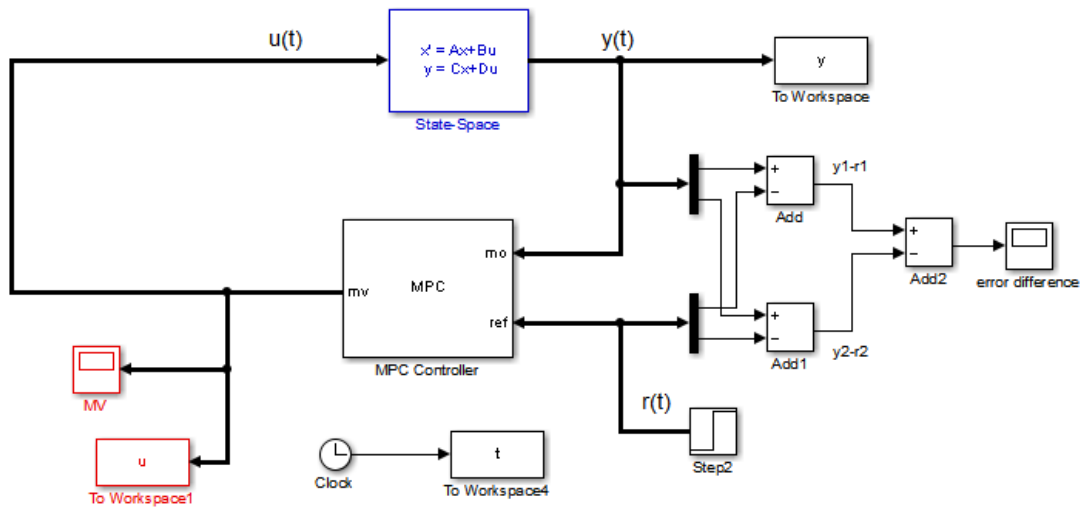 u(t)
x' = Ax+Bu
y = Cx+Du
State-Space
y(t)
y
To Workspace
+
−
Add
y1-r1
+
−
Add2
error difference
+
−
Add1
y2-r2
mo
mv
MPC
ref
MPC Controller
MV
u
To Workspace1
Clock
t
To Workspace4
r(t)
Step2